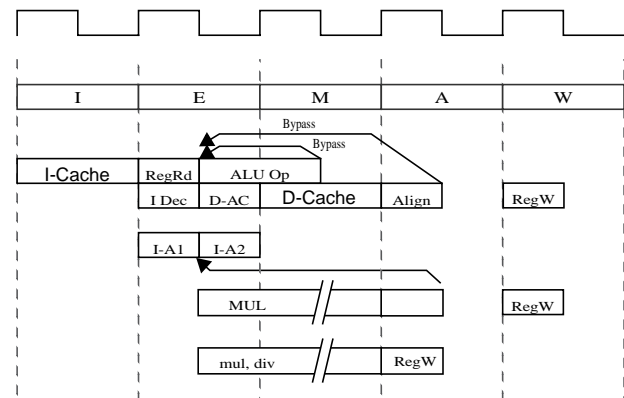 I E M A W
Bypass
Bypass
I-Cache RegRd ALU Op
I Dec D-AC D-Cache Align RegW
I-A1 I-A2
MUL RegW
mul, div RegW